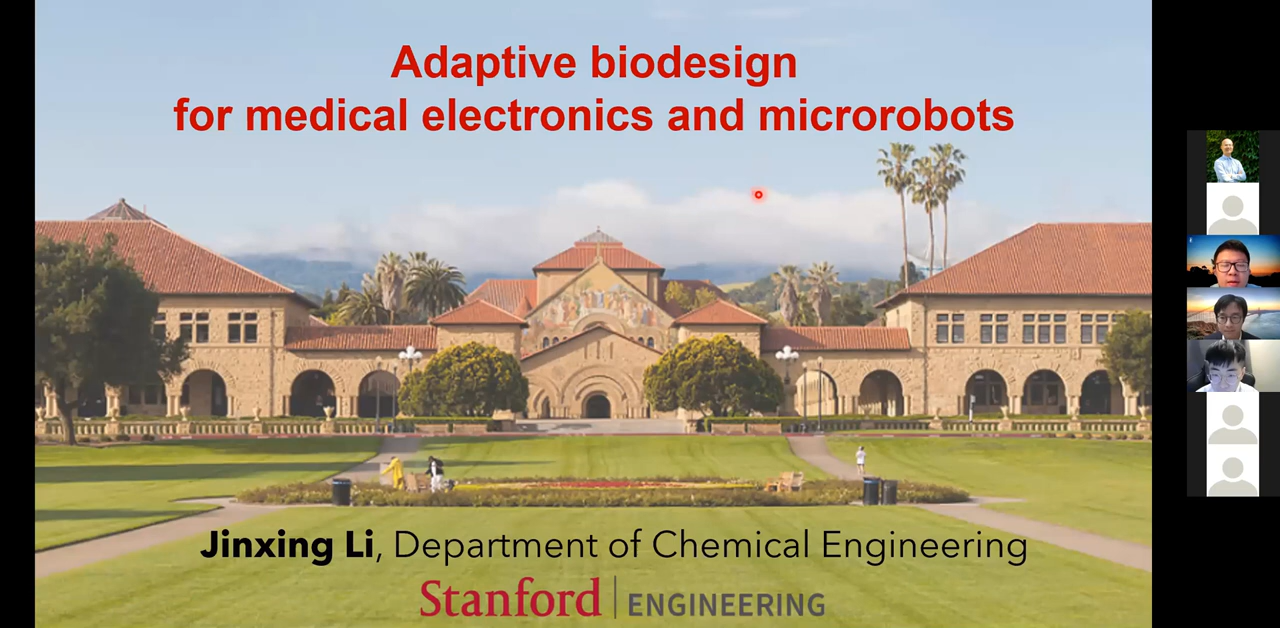 Adaptive biodesign
for medical electronics and microrobots
Jinxing Li, Department of Chemical Engineering
Stanford | ENGINEERING